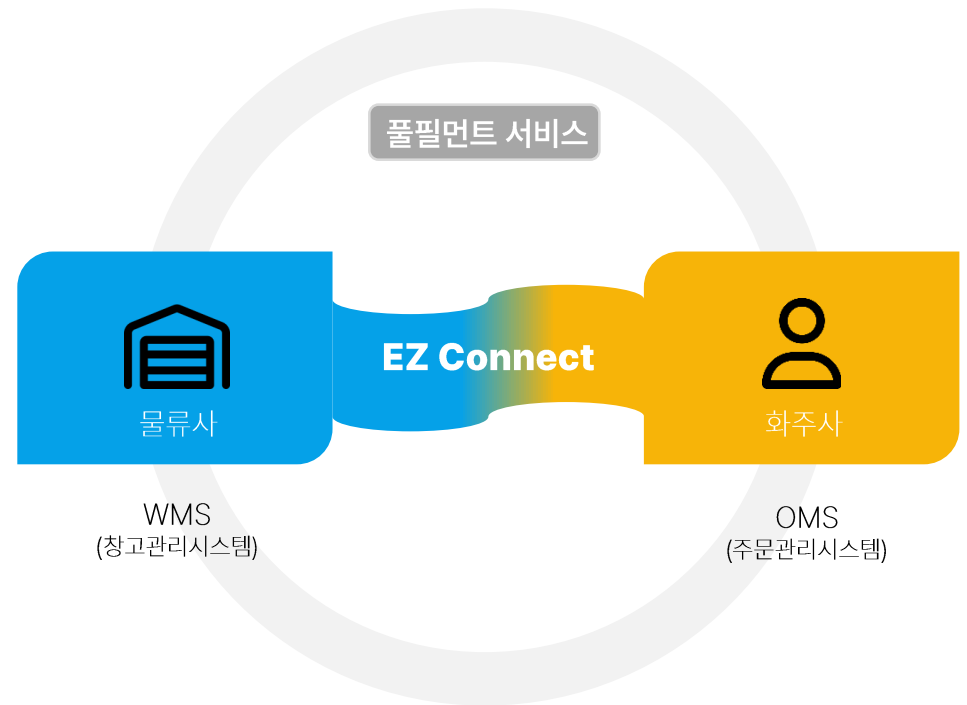 풀필먼트 서비스
EZ Connect
물류사
화주사
WMS
(창고관리시스템)
OMS
(주문관리시스템)